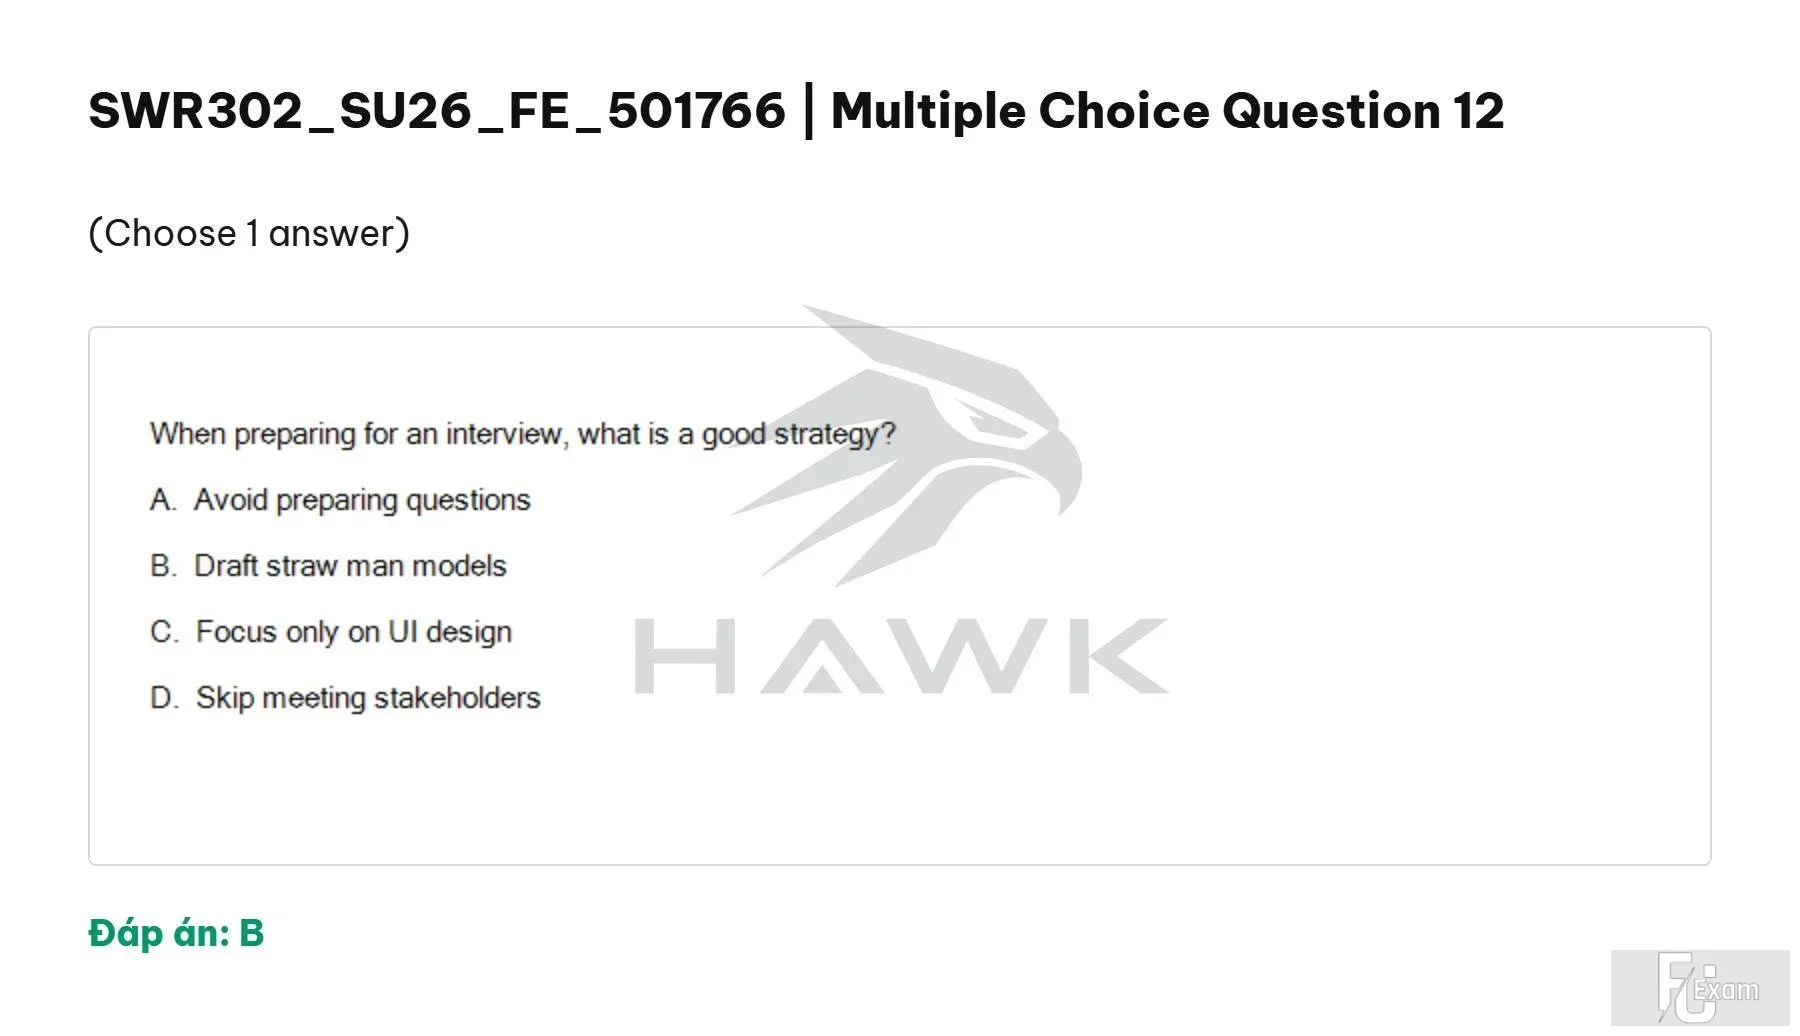 SWR302_SU26_FE_501766 | Multiple Choice Question 12
(Choose 1 answer)
When preparing for an interview, what is a good strategy?
A. Avoid preparing questions
B. Draft straw man models
C. Focus only on UI design
D. Skip meeting stakeholders
HAWK
Đáp án: B
FU Exam